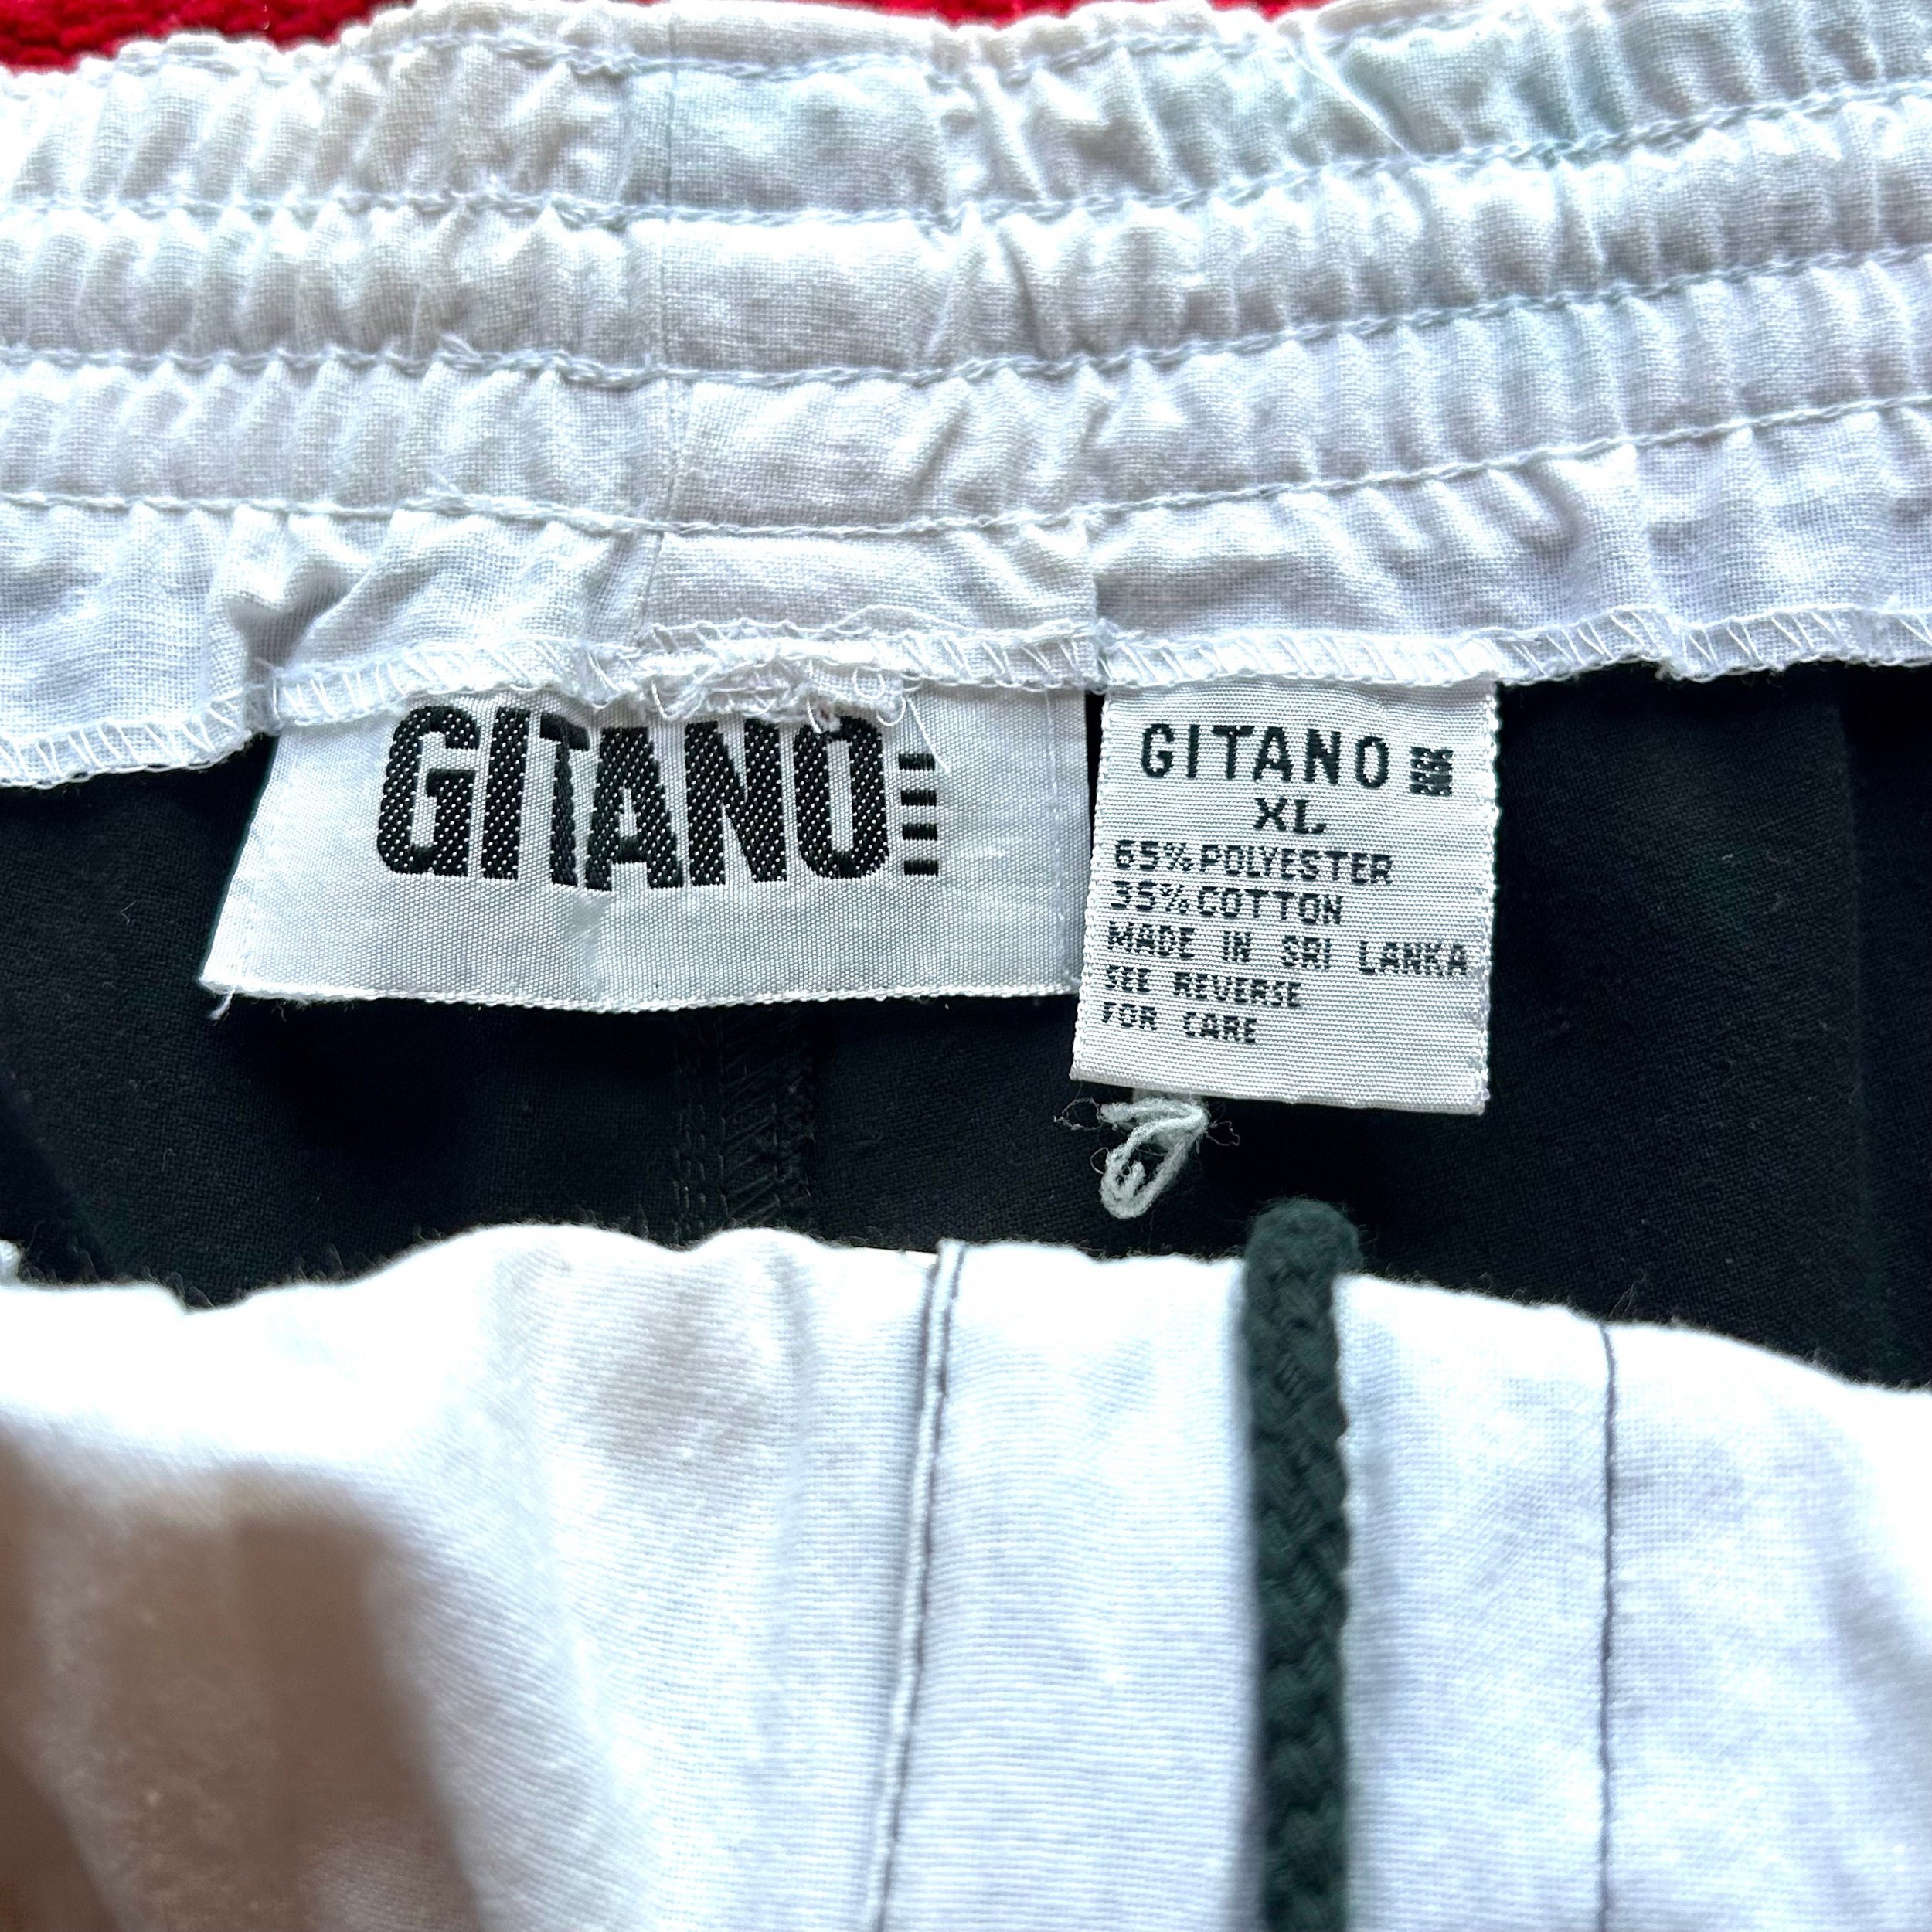 GITANO
GITANO
XL
65% POLYESTER
35% COTTON
MADE IN SRI LANKA
SEE REVERSE
FOR CARE